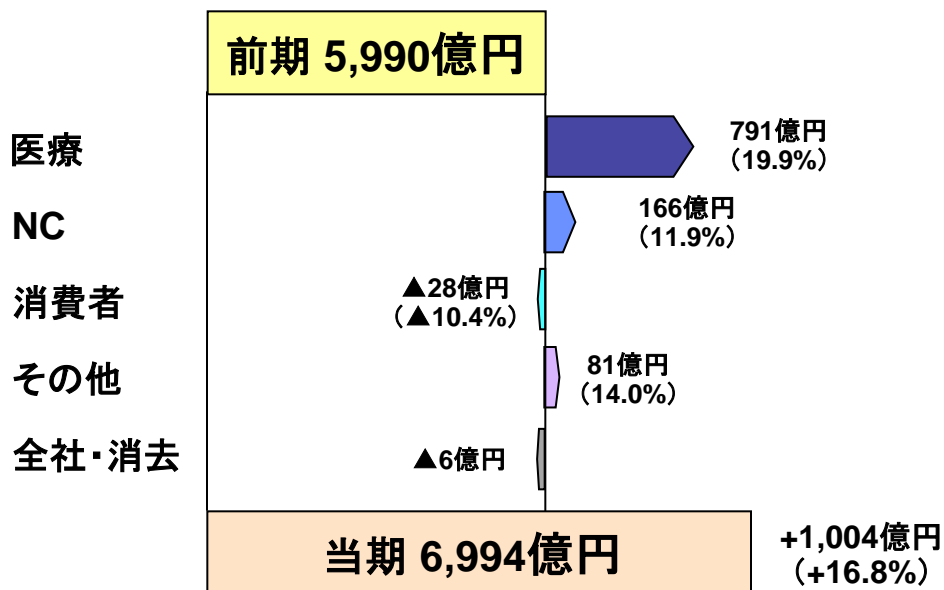 前期 5,990億円
医療
791億円
（19.9%）
NC
166億円
（11.9%）
消費者
▲28億円
（▲10.4%）
その他
81億円
（14.0%）
全社・消去
▲6億円
当期 6,994億円
+1,004億円
（+16.8%）